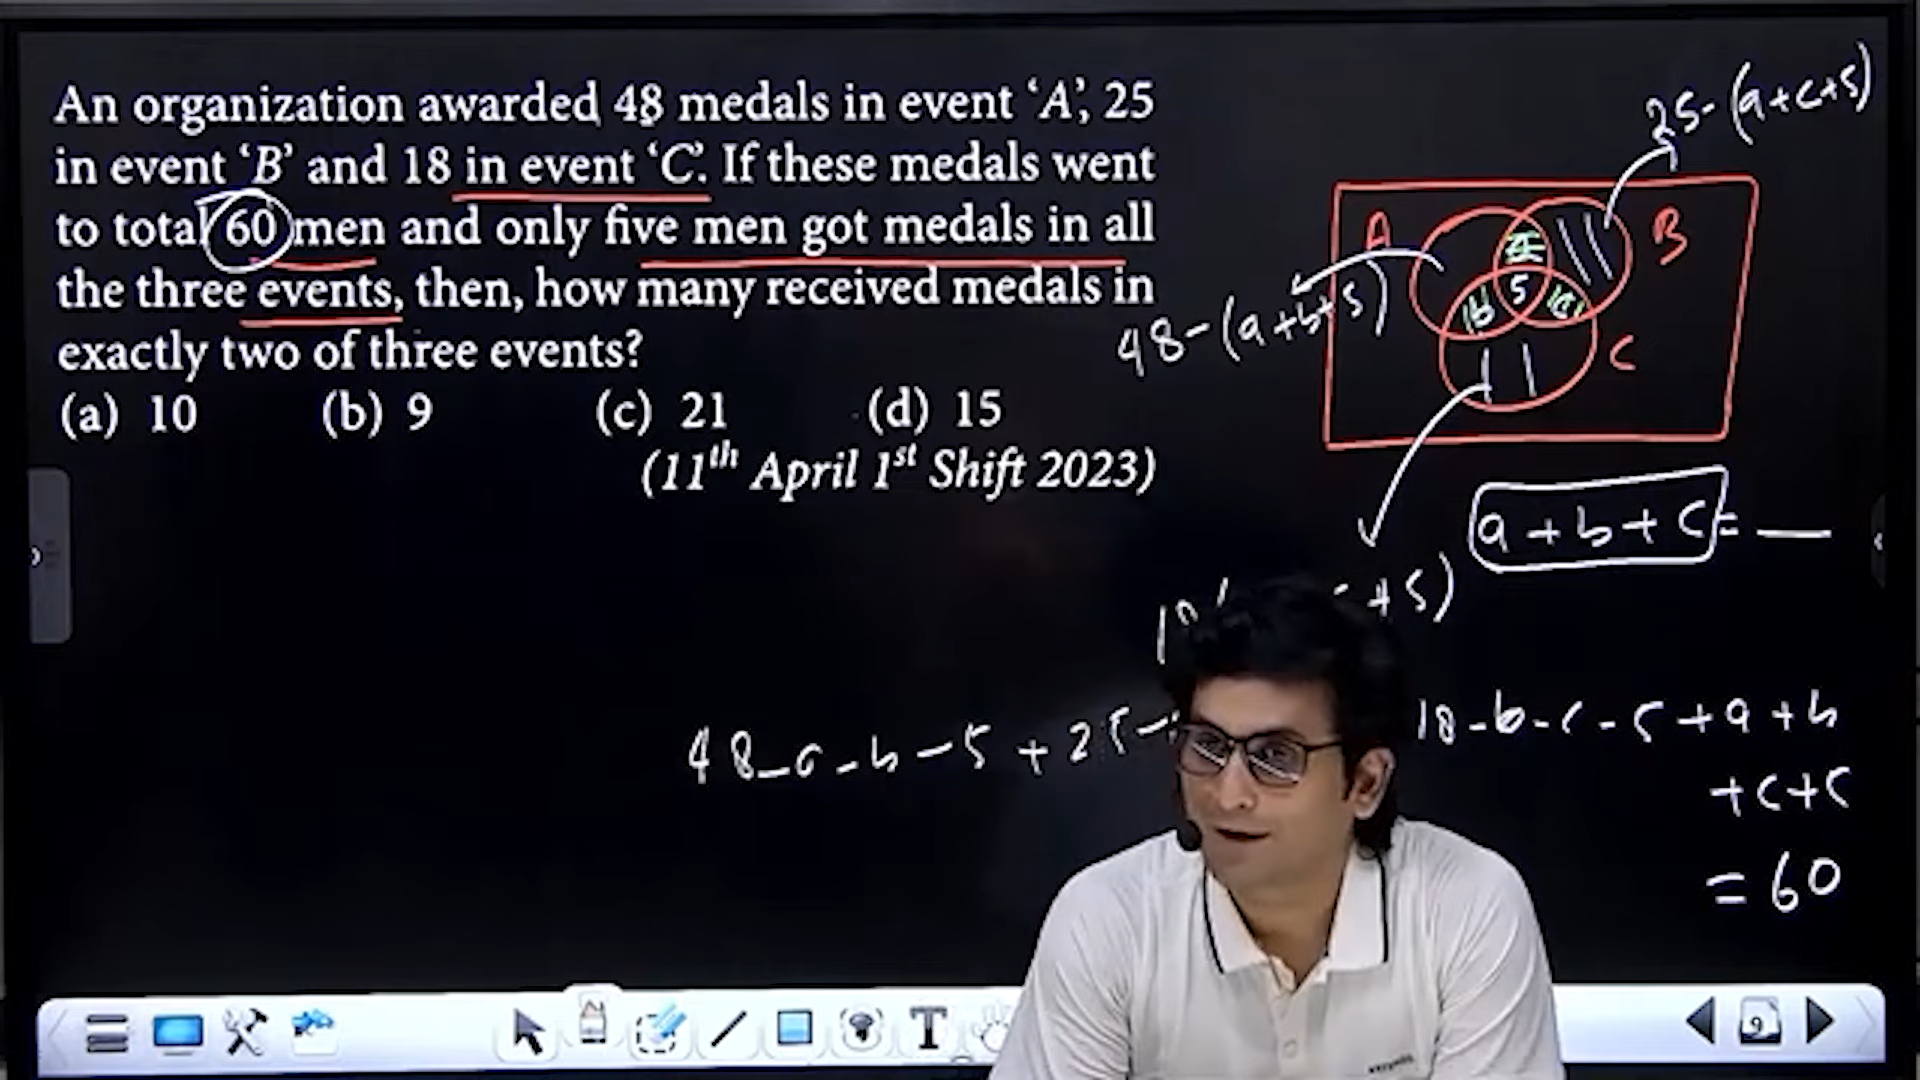 An organization awarded 48 medals in event ‘A’, 25
in event ‘B’ and 18 in event ‘C’. If these medals went
to total 60 men and only five men got medals in all
the three events, then, how many received medals in
exactly two of three events?
(a) 10 (b) 9 (c) 21 (d) 15
(11th April 1st Shift 2023)
25-(a+c+5)
A
B
5
b
c
C
48-(a+b+5)
a+b+c=
+5)
48-a-b-5+25-
18-b-c-5+a+b
+c+c
=60
T
9